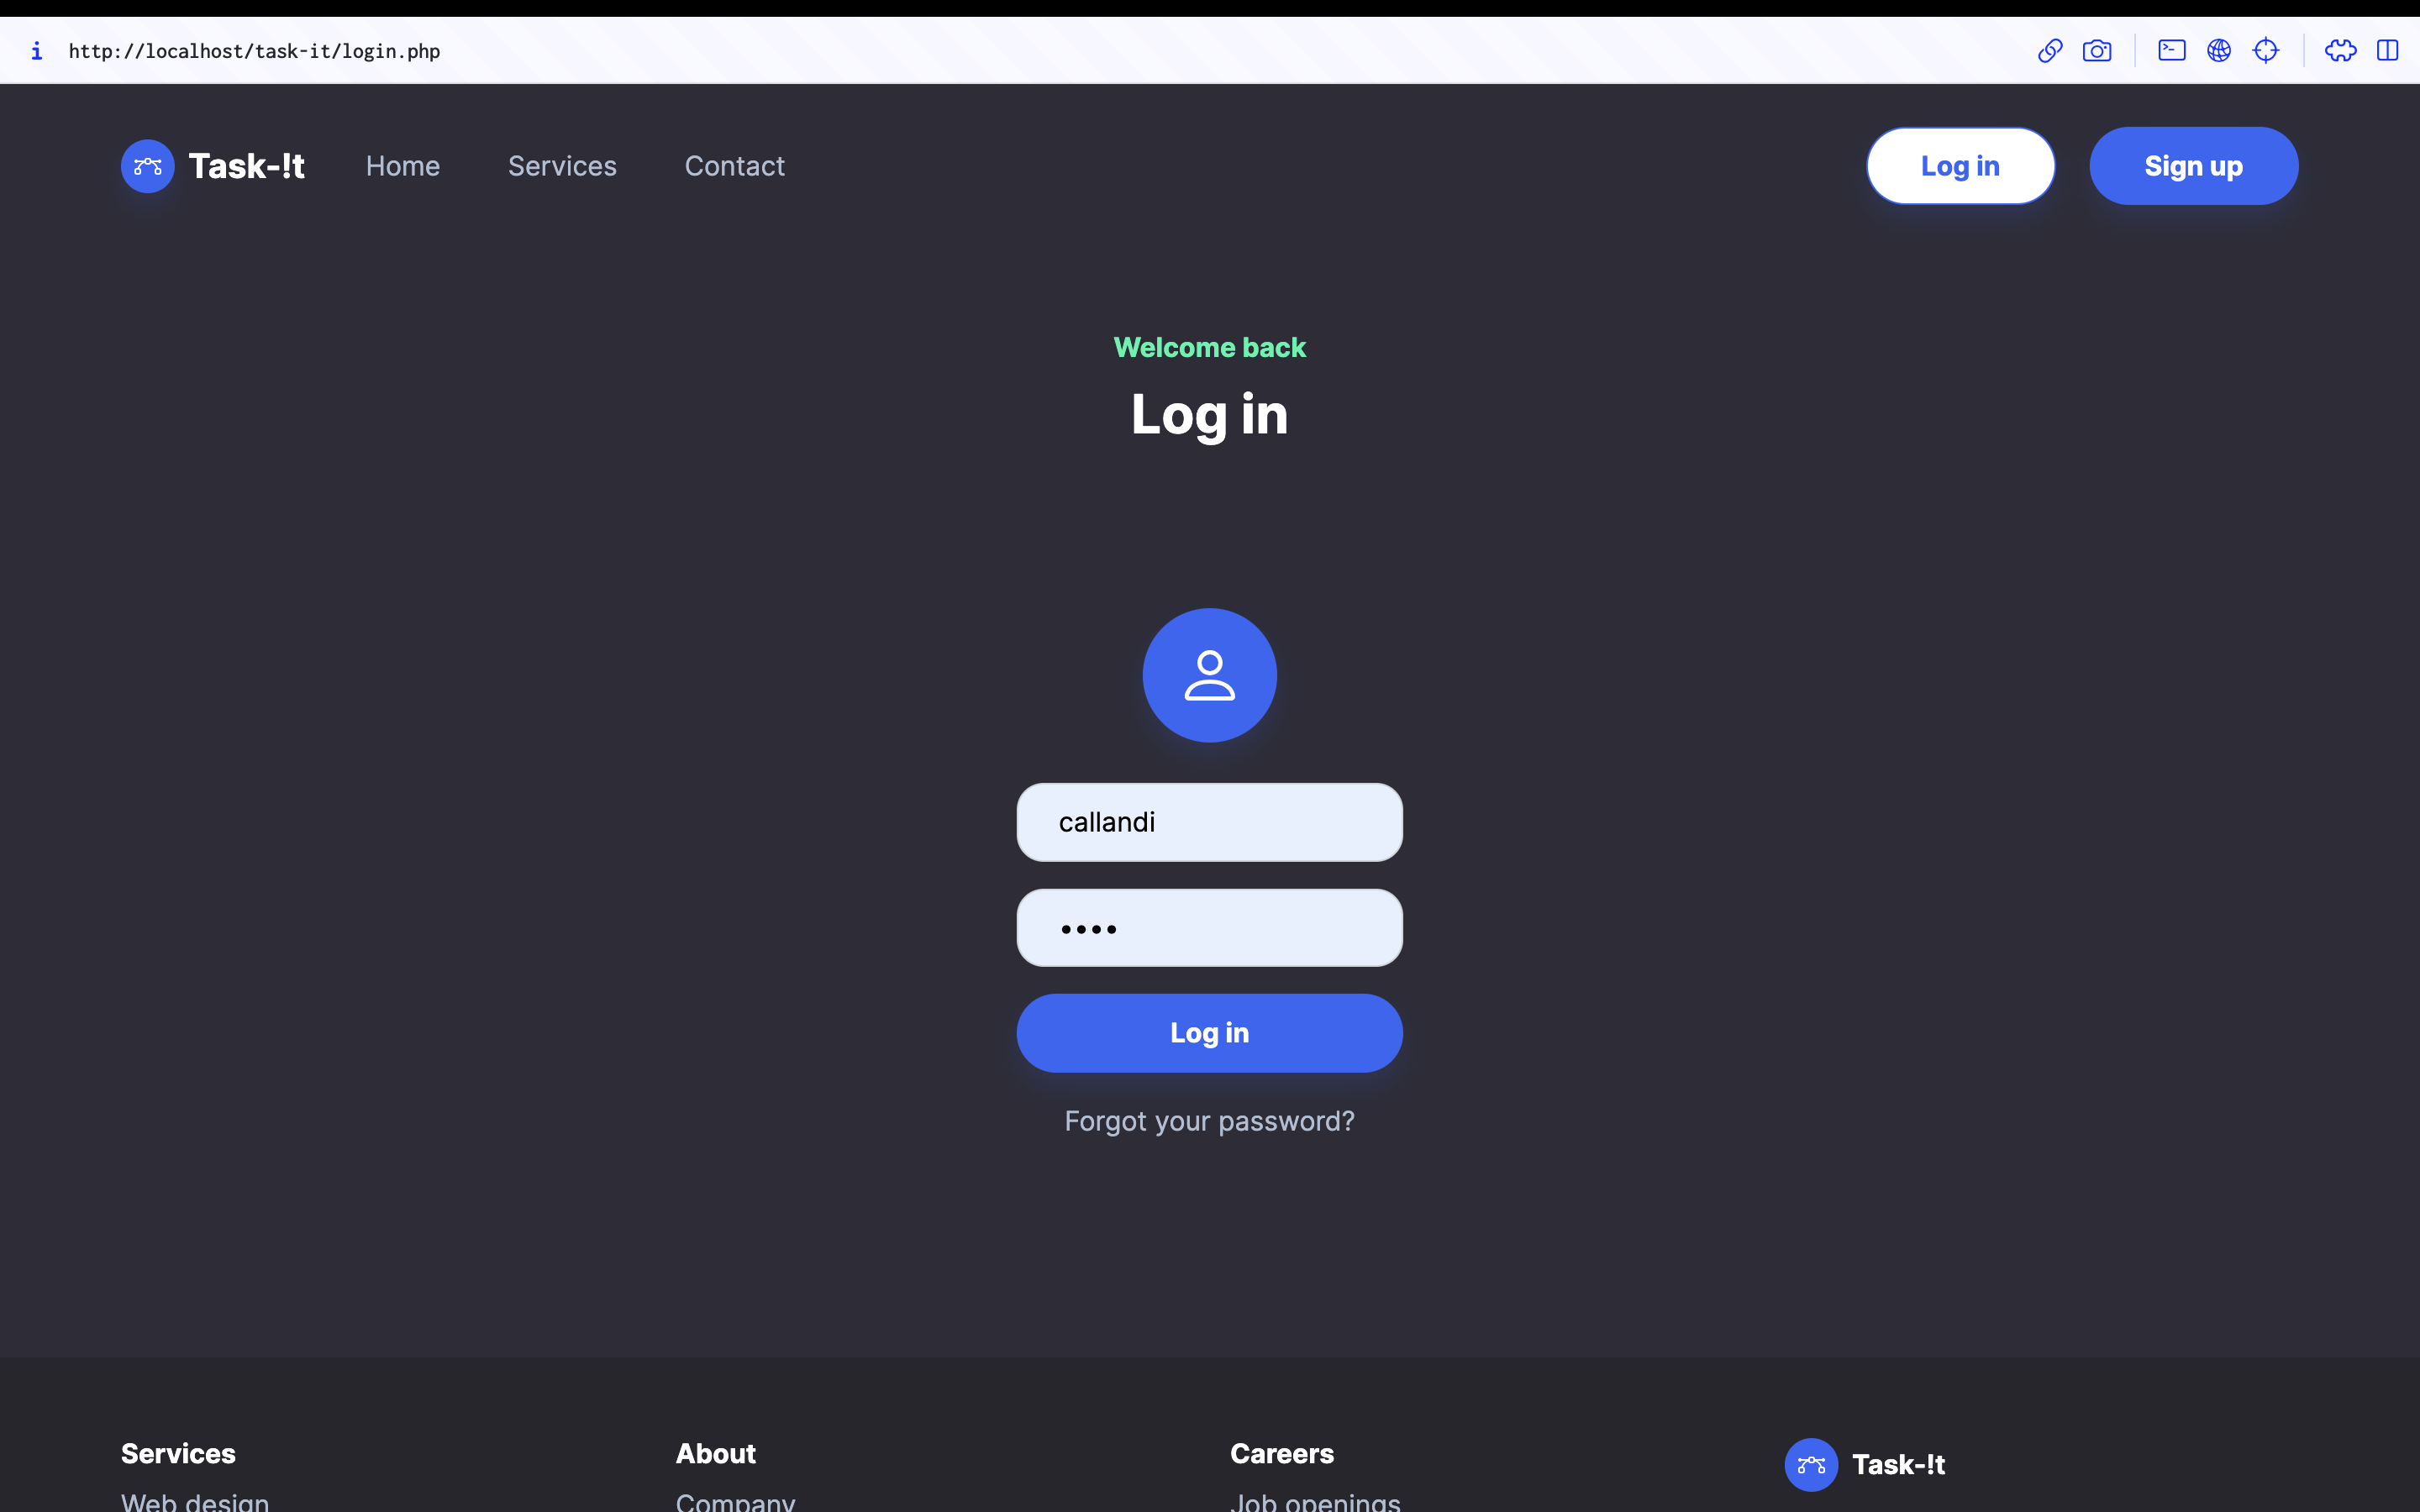 http://localhost/task-it/login.php
Task-!t Home Services Contact Log in Sign up
Welcome back
Log in
callandi
••••
Log in
Forgot your password?
Services About Careers Task-!t
Web design Company Job openings